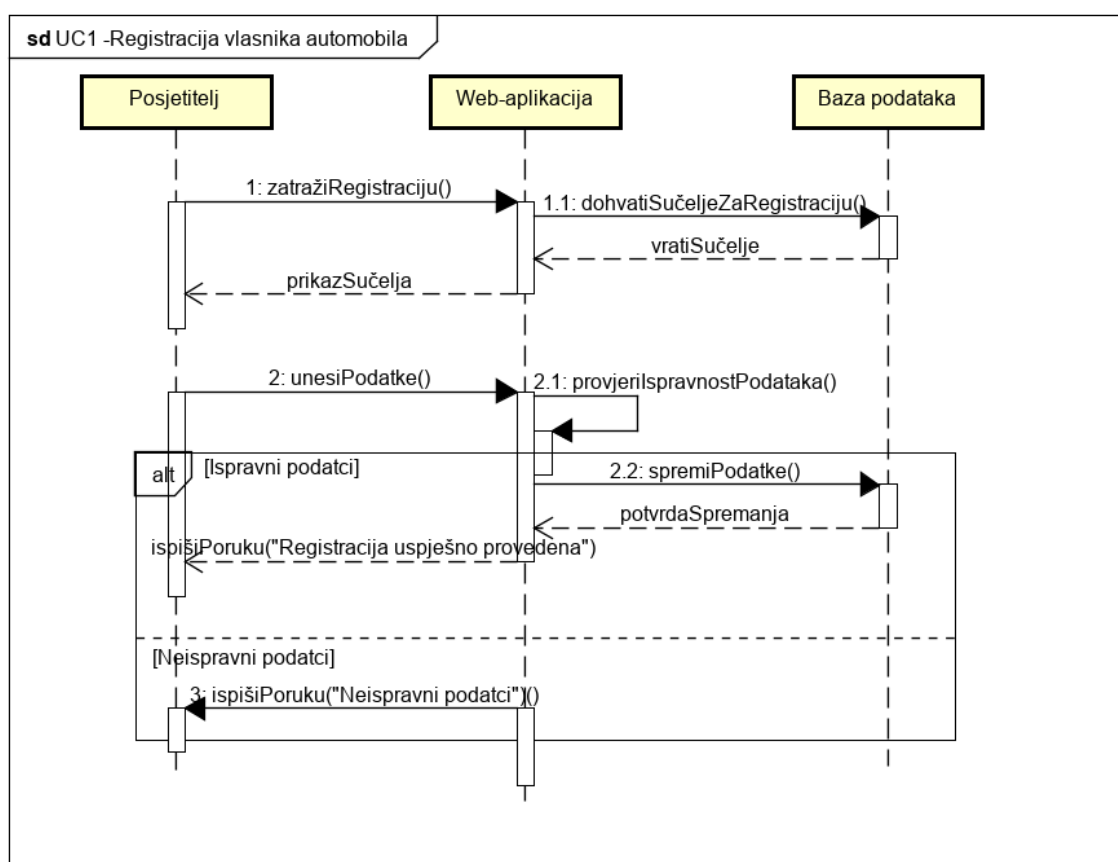 sd UC1 -Registracija vlasnika automobila
Posjetitelj
Web-aplikacija
Baza podataka
1: zatražiRegistraciju()
1.1: dohvatiSučeljeZaRegistraciju()
vratiSučelje
prikazSučelja
2: unesiPodatke()
2.1: provjeriIspravnostPodataka()
alt
[Ispravni podatci]
2.2: spremiPodatke()
potvrdaSpremanja
ispišiPoruku("Registracija uspješno provedena")
[Neispravni podatci]
3: ispišiPoruku("Neispravni podatci")()